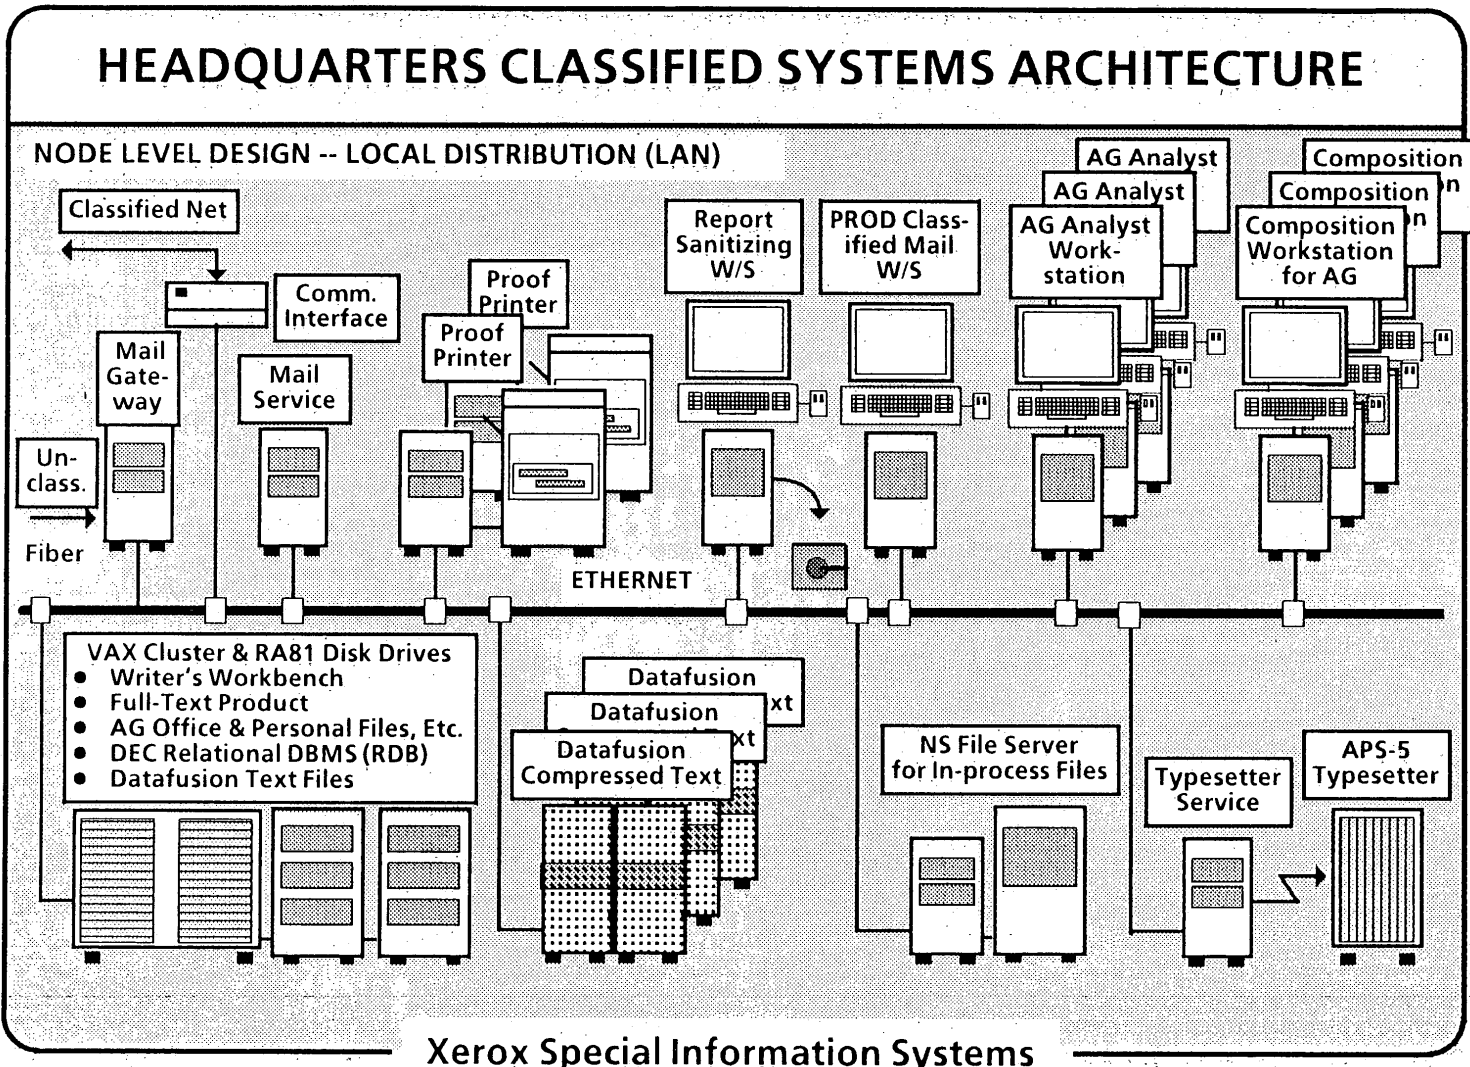 HEADQUARTERS CLASSIFIED SYSTEMS ARCHITECTURE
NODE LEVEL DESIGN -- LOCAL DISTRIBUTION (LAN)
Classified Net
Comm.
Interface
Mail
Gate-
way
Mail
Service
Un-
class.
Fiber
Proof
Printer
Proof
Printer
Report
Sanitizing
W/S
PROD Class-
ified Mail
W/S
AG Analyst
AG Analyst
AG Analyst
Work-
station
Composition
Composition
Composition
Workstation
for AG
ETHERNET
VAX Cluster & RA81 Disk Drives
● Writer's Workbench
● Full-Text Product
● AG Office & Personal Files, Etc.
● DEC Relational DBMS (RDB)
● Datafusion Text Files
Datafusion
Datafusion
Datafusion
Compressed Text
NS File Server
for In-process Files
Typesetter
Service
APS-5
Typesetter
Xerox Special Information Systems